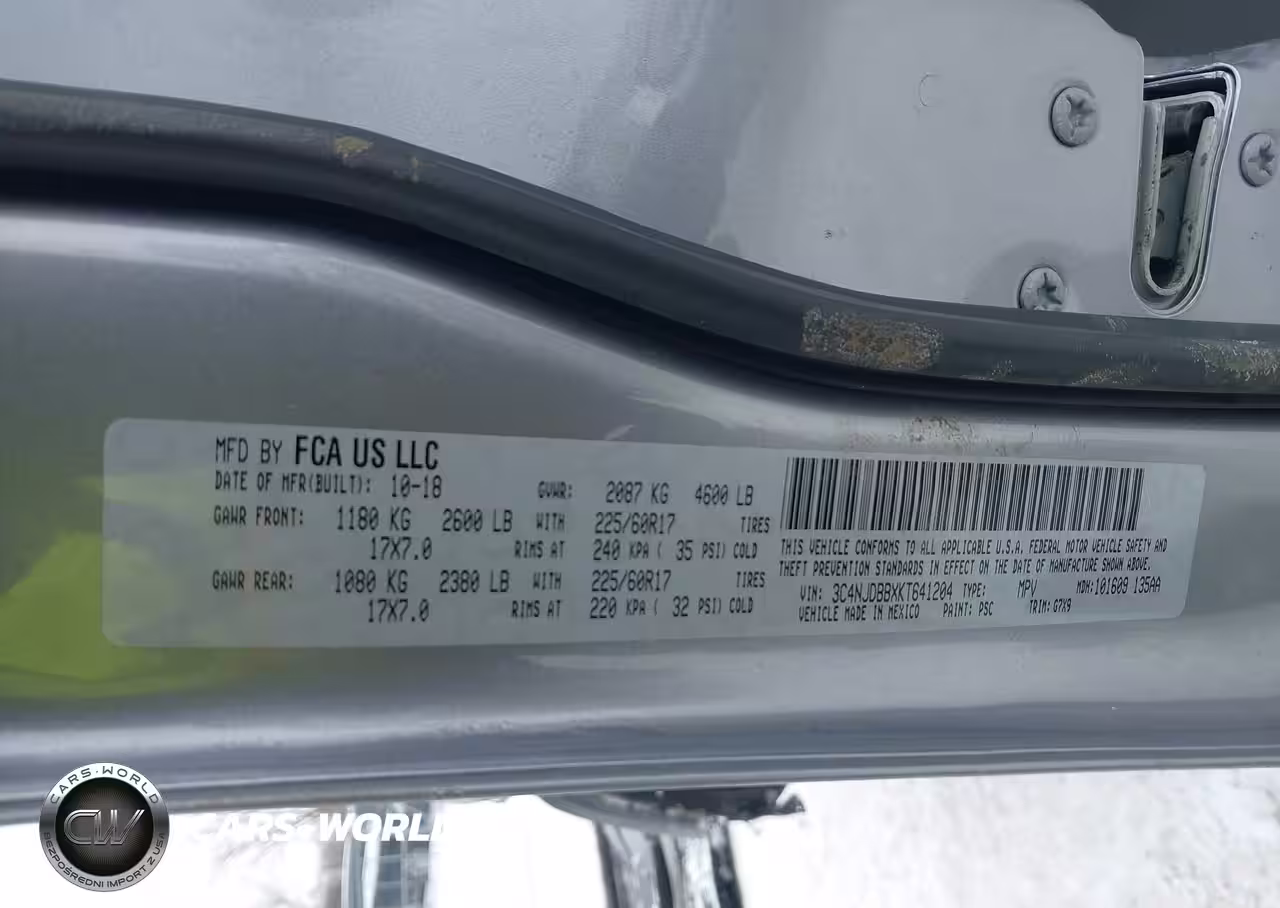 MFD BY FCA US LLC
DATE OF MFR(BUILT): 10-18 GVWR: 2087 KG 4600 LB
GAWR FRONT: 1180 KG 2600 LB WITH 225/60R17 TIRES
17X7.0 RIMS AT 240 KPA ( 35 PSI) COLD
GAWR REAR: 1080 KG 2380 LB WITH 225/60R17 TIRES
17X7.0 RIMS AT 220 KPA ( 32 PSI) COLD
THIS VEHICLE CONFORMS TO ALL APPLICABLE U.S.A. FEDERAL MOTOR VEHICLE SAFETY AND
THEFT PREVENTION STANDARDS IN EFFECT ON THE DATE OF MANUFACTURE SHOWN ABOVE.
VIN: 3C4NJDBBXKT641204 TYPE: MPV MDH:101609 135AA
VEHICLE MADE IN MEXICO PAINT: PSC TRIM: G7X9
CARS·WORLD
CW
BEZPOŚREDNI IMPORT Z USA
CARS·WORLD